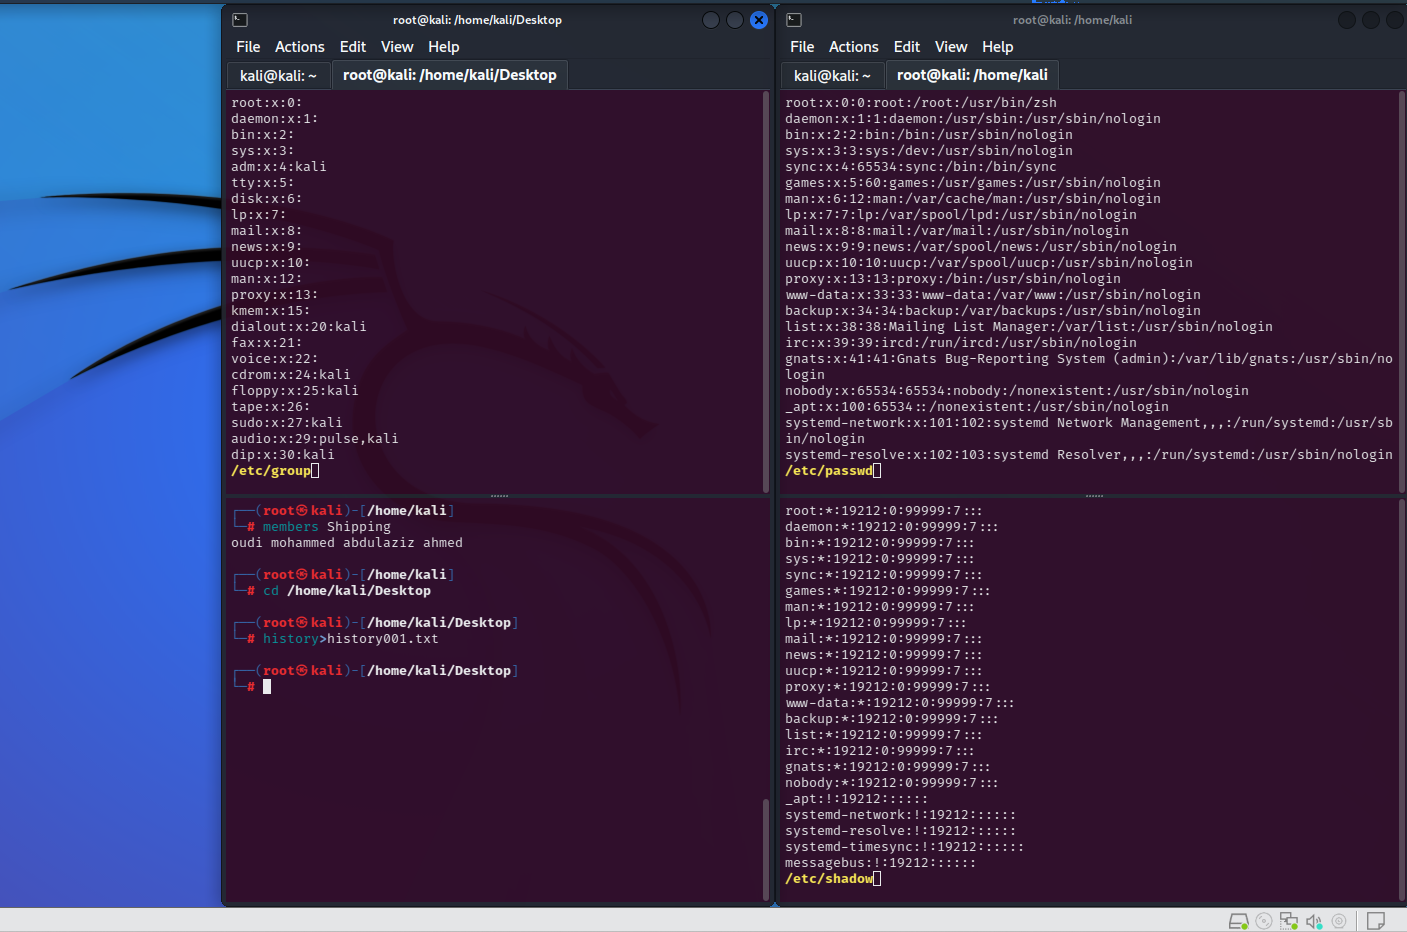 root@kali: /home/kali/Desktop
File Actions Edit View Help
kali@kali: ~
root@kali: /home/kali/Desktop
root:x:0:
daemon:x:1:
bin:x:2:
sys:x:3:
adm:x:4:kali
tty:x:5:
disk:x:6:
lp:x:7:
mail:x:8:
news:x:9:
uucp:x:10:
man:x:12:
proxy:x:13:
kmem:x:15:
dialout:x:20:kali
fax:x:21:
voice:x:22:
cdrom:x:24:kali
floppy:x:25:kali
tape:x:26:
sudo:x:27:kali
audio:x:29:pulse,kali
dip:x:30:kali
/etc/group
┌──(root㉿kali)-[/home/kali]
└─# members Shipping
oudi mohammed abdulaziz ahmed
┌──(root㉿kali)-[/home/kali]
└─# cd /home/kali/Desktop
┌──(root㉿kali)-[/home/kali/Desktop]
└─# history>history001.txt
┌──(root㉿kali)-[/home/kali/Desktop]
└─#
root@kali: /home/kali
File Actions Edit View Help
kali@kali: ~
root@kali: /home/kali
root:x:0:0:root:/root:/usr/bin/zsh
daemon:x:1:1:daemon:/usr/sbin:/usr/sbin/nologin
bin:x:2:2:bin:/bin:/usr/sbin/nologin
sys:x:3:3:sys:/dev:/usr/sbin/nologin
sync:x:4:65534:sync:/bin:/bin/sync
games:x:5:60:games:/usr/games:/usr/sbin/nologin
man:x:6:12:man:/var/cache/man:/usr/sbin/nologin
lp:x:7:7:lp:/var/spool/lpd:/usr/sbin/nologin
mail:x:8:8:mail:/var/mail:/usr/sbin/nologin
news:x:9:9:news:/var/spool/news:/usr/sbin/nologin
uucp:x:10:10:uucp:/var/spool/uucp:/usr/sbin/nologin
proxy:x:13:13:proxy:/bin:/usr/sbin/nologin
www-data:x:33:33:www-data:/var/www:/usr/sbin/nologin
backup:x:34:34:backup:/var/backups:/usr/sbin/nologin
list:x:38:38:Mailing List Manager:/var/list:/usr/sbin/nologin
irc:x:39:39:ircd:/run/ircd:/usr/sbin/nologin
gnats:x:41:41:Gnats Bug-Reporting System (admin):/var/lib/gnats:/usr/sbin/no
login
nobody:x:65534:65534:nobody:/nonexistent:/usr/sbin/nologin
_apt:x:100:65534::/nonexistent:/usr/sbin/nologin
systemd-network:x:101:102:systemd Network Management,,,:/run/systemd:/usr/sb
in/nologin
systemd-resolve:x:102:103:systemd Resolver,,,:/run/systemd:/usr/sbin/nologin
/etc/passwd
root:*:19212:0:99999:7:::
daemon:*:19212:0:99999:7:::
bin:*:19212:0:99999:7:::
sys:*:19212:0:99999:7:::
sync:*:19212:0:99999:7:::
games:*:19212:0:99999:7:::
man:*:19212:0:99999:7:::
lp:*:19212:0:99999:7:::
mail:*:19212:0:99999:7:::
news:*:19212:0:99999:7:::
uucp:*:19212:0:99999:7:::
proxy:*:19212:0:99999:7:::
www-data:*:19212:0:99999:7:::
backup:*:19212:0:99999:7:::
list:*:19212:0:99999:7:::
irc:*:19212:0:99999:7:::
gnats:*:19212:0:99999:7:::
nobody:*:19212:0:99999:7:::
_apt:!:19212::::::
systemd-network:!:19212::::::
systemd-resolve:!:19212::::::
systemd-timesync:!:19212::::::
messagebus:!:19212::::::
/etc/shadow